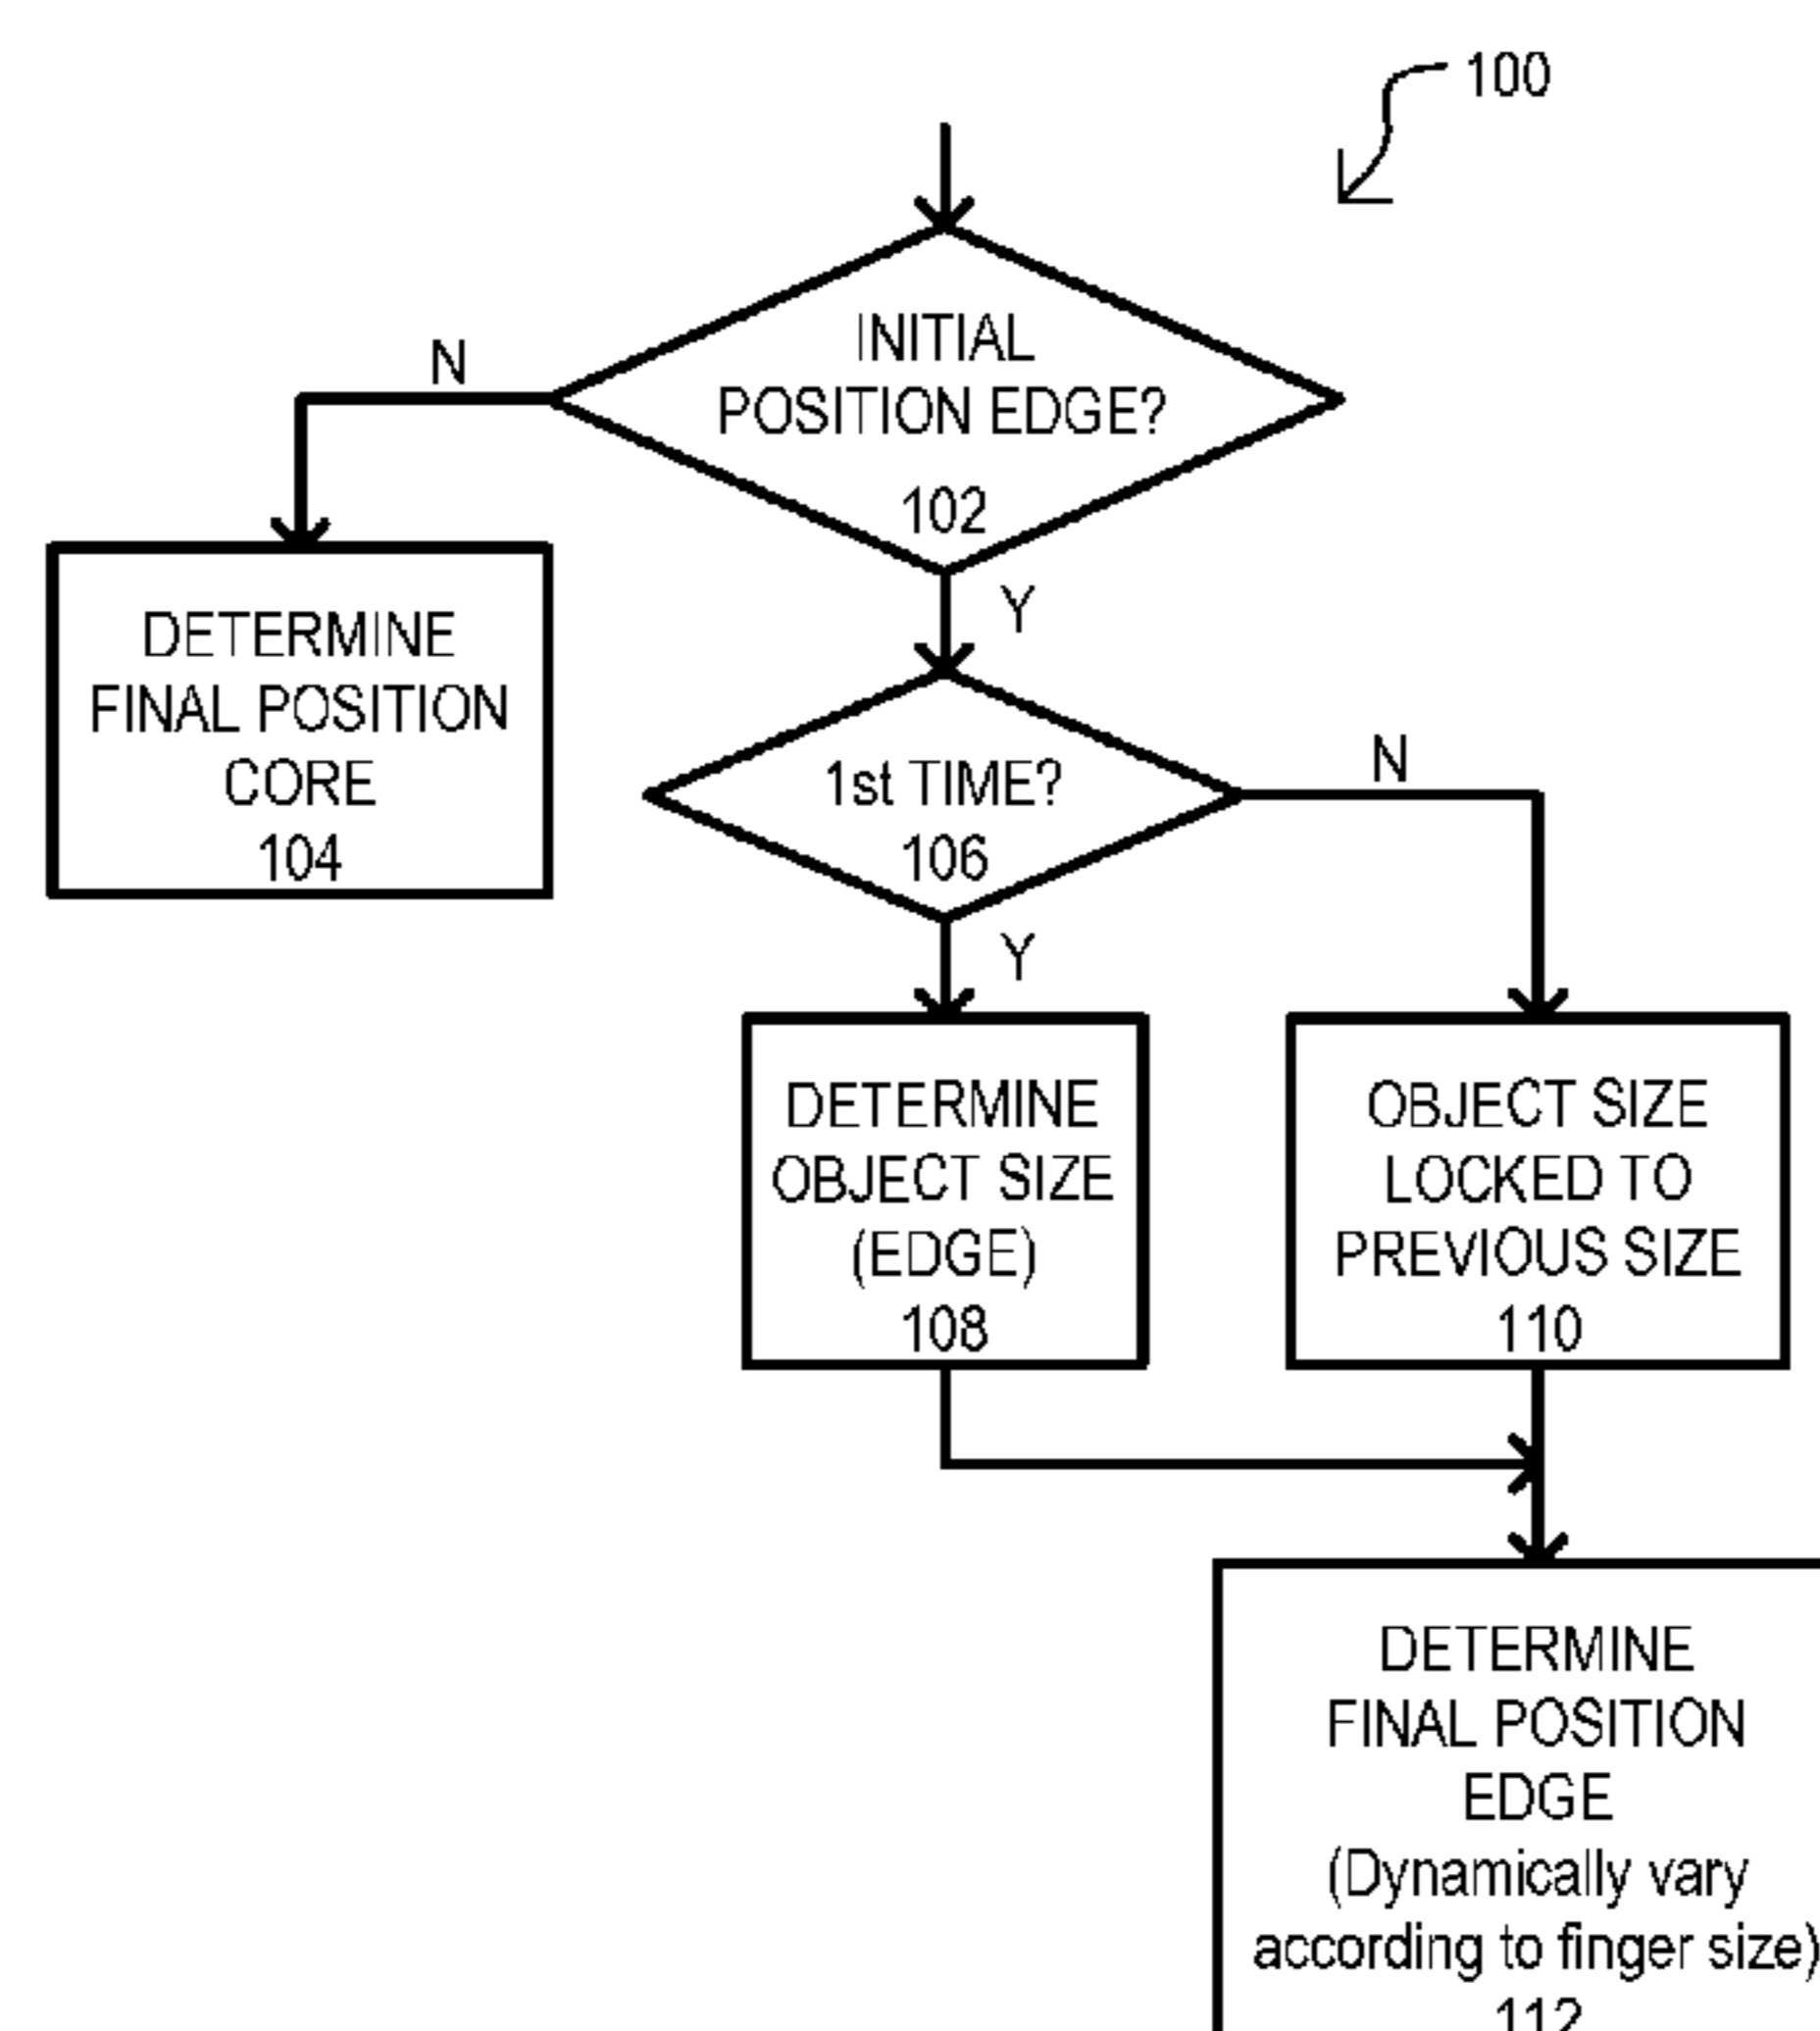 100
INITIAL
POSITION EDGE?
102
N
Y
DETERMINE
FINAL POSITION
CORE
104
1st TIME?
106
N
Y
DETERMINE
OBJECT SIZE
(EDGE)
108
OBJECT SIZE
LOCKED TO
PREVIOUS SIZE
110
DETERMINE
FINAL POSITION
EDGE
(Dynamically vary
according to finger size)
112